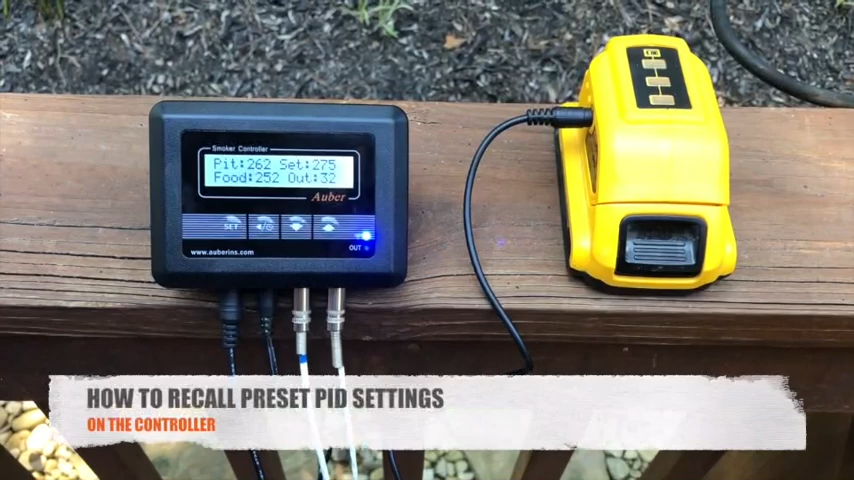 Smoker Controller
Pit:262 Set:275
Food:252 Out:32
Auber
SET
www.auberins.com
OUT
HOW TO RECALL PRESET PID SETTINGS
ON THE CONTROLLER